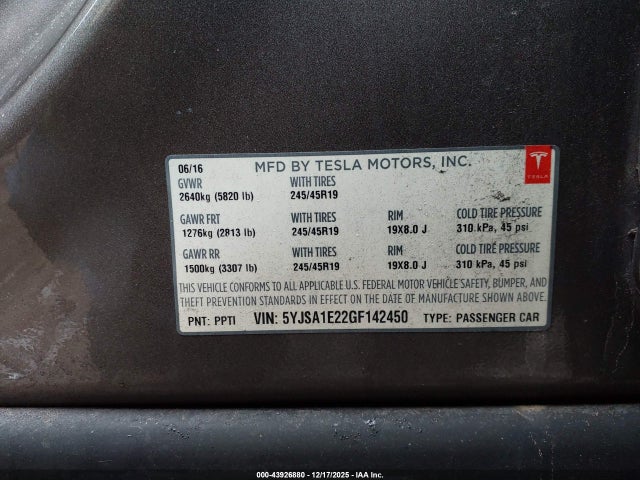 06/16 MFD BY TESLA MOTORS, INC.
TESLA
GVWR WITH TIRES
2640kg (5820 lb) 245/45R19
GAWR FRT WITH TIRES RIM COLD TIRE PRESSURE
1276kg (2813 lb) 245/45R19 19X8.0 J 310 kPa, 45 psi
GAWR RR WITH TIRES RIM COLD TIRE PRESSURE
1500kg (3307 lb) 245/45R19 19X8.0 J 310 kPa, 45 psi
THIS VEHICLE CONFORMS TO ALL APPLICABLE U.S. FEDERAL MOTOR VEHICLE SAFETY, BUMPER, AND
THEFT PREVENTION STANDARDS IN EFFECT ON THE DATE OF MANUFACTURE SHOWN ABOVE.
PNT: PPTI VIN: 5YJSA1E22GF142450 TYPE: PASSENGER CAR
000-43926880 - 12/17/2025 - IAA Inc.